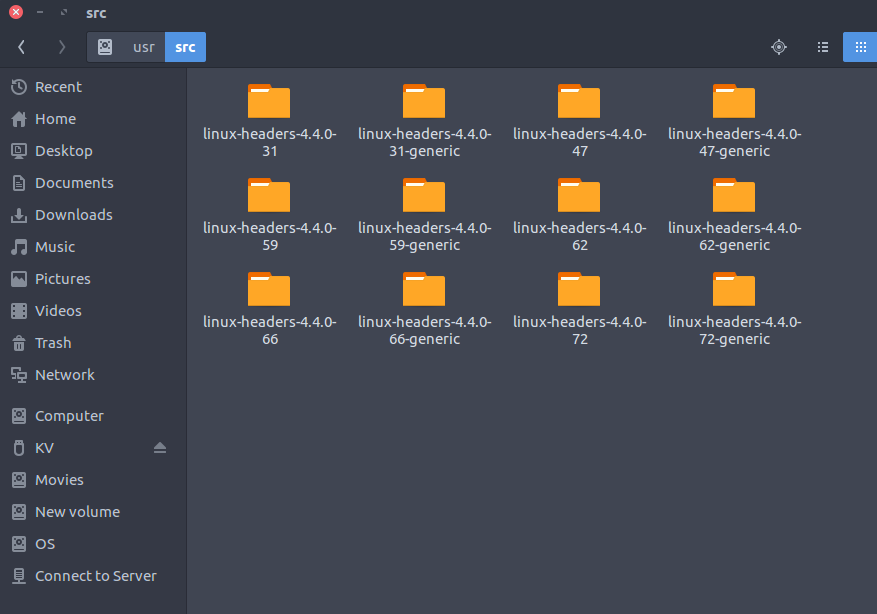 src
usr
src
Recent
Home
Desktop
Documents
Downloads
Music
Pictures
Videos
Trash
Network
Computer
KV
Movies
New volume
OS
Connect to Server
linux-headers-4.4.0-
31
linux-headers-4.4.0-
31-generic
linux-headers-4.4.0-
47
linux-headers-4.4.0-
47-generic
linux-headers-4.4.0-
59
linux-headers-4.4.0-
59-generic
linux-headers-4.4.0-
62
linux-headers-4.4.0-
62-generic
linux-headers-4.4.0-
66
linux-headers-4.4.0-
66-generic
linux-headers-4.4.0-
72
linux-headers-4.4.0-
72-generic